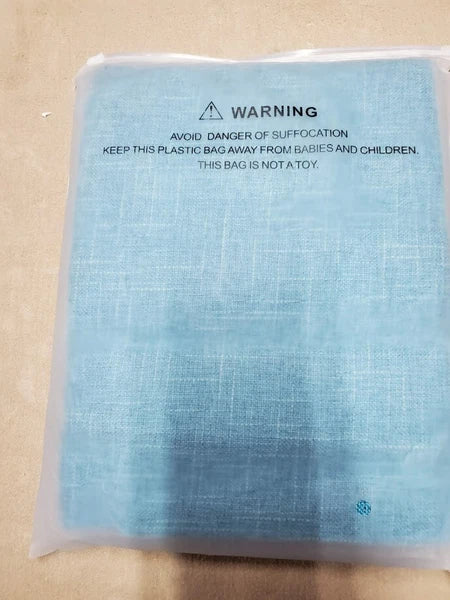 WARNING
AVOID DANGER OF SUFFOCATION
KEEP THIS PLASTIC BAG AWAY FROM BABIES AND CHILDREN.
THIS BAG IS NOT A TOY.